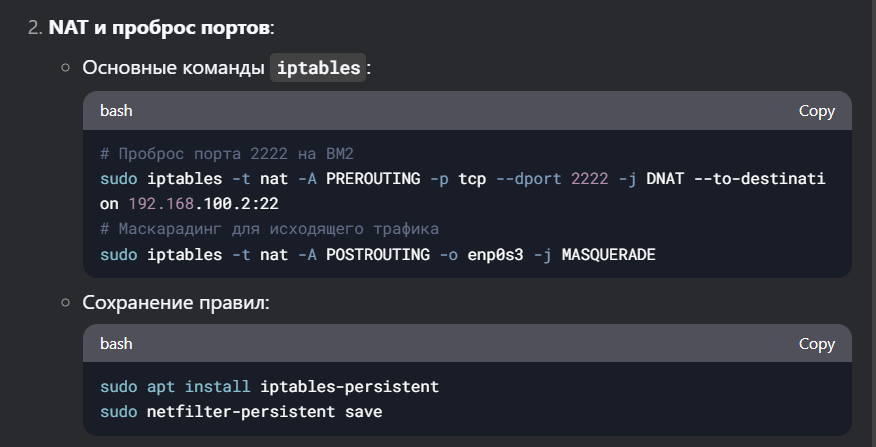 2. NAT и проброс портов:
Основные команды iptables:
bash Copy
# Проброс порта 2222 на ВМ2
sudo iptables -t nat -A PREROUTING -p tcp --dport 2222 -j DNAT --to-destinati
on 192.168.100.2:22
# Маскарадинг для исходящего трафика
sudo iptables -t nat -A POSTROUTING -o enp0s3 -j MASQUERADE
Сохранение правил:
bash Copy
sudo apt install iptables-persistent
sudo netfilter-persistent save